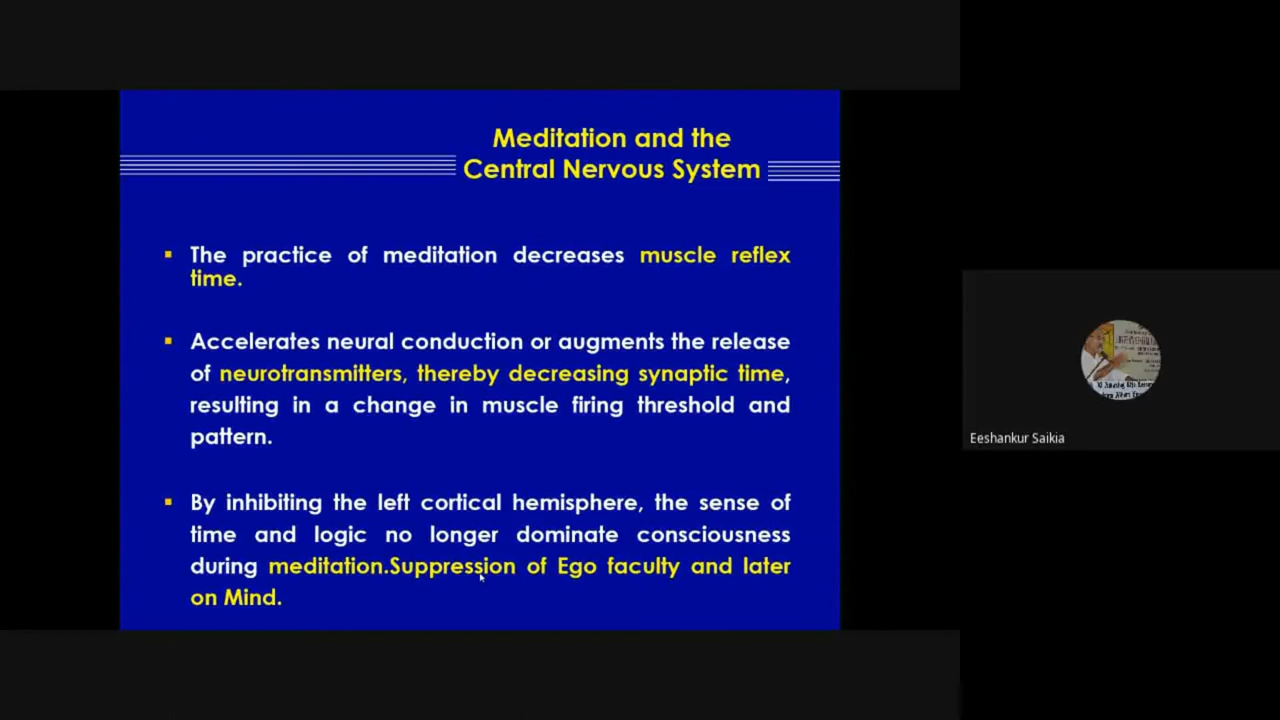 Meditation and the
Central Nervous System
▪ The practice of meditation decreases muscle reflex
time.
▪ Accelerates neural conduction or augments the release
of neurotransmitters, thereby decreasing synaptic time,
resulting in a change in muscle firing threshold and
pattern.
▪ By inhibiting the left cortical hemisphere, the sense of
time and logic no longer dominate consciousness
during meditation.Suppression of Ego faculty and later
on Mind.
Eeshankur Saikia